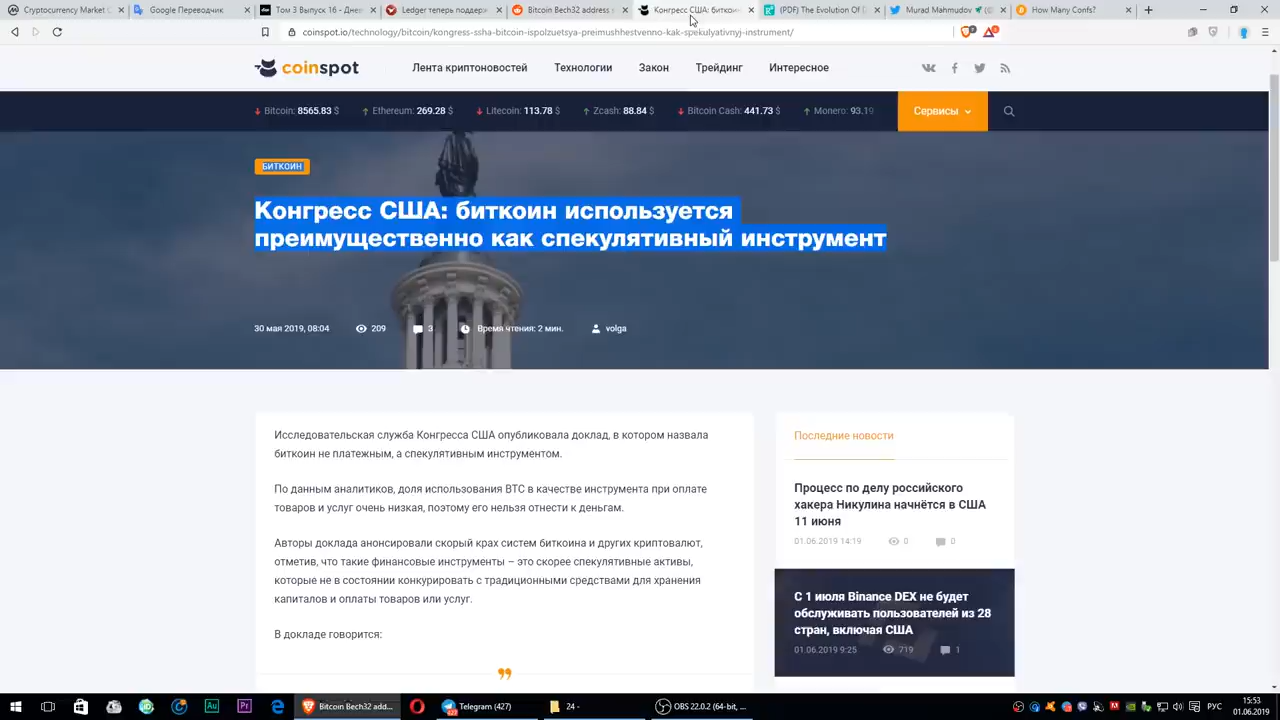 Cryptocurrency Market C
Google Переводчик
Том 3 Выпуск 16 - Дневн
Ledger теперь поддерж
Bitcoin Bech32 address s
Конгресс США: биткоин
(PDF) The Evolution Of D
Murad Mahmudov
How Many Confs?
coinspot.io/technology/bitcoin/kongress-ssha-bitcoin-ispolzuetsya-preimushhestvenno-kak-spekulyativnyj-instrument/
coinspot
Лента криптоновостей
Технологии
Закон
Трейдинг
Интересное
Bitcoin: 8565.83 $
Ethereum: 269.28 $
Litecoin: 113.78 $
Zcash: 88.84 $
Bitcoin Cash: 441.73 $
Monero: 93.19
Сервисы
БИТКОИН
Конгресс США: биткоин используется
преимущественно как спекулятивный инструмент
30 мая 2019, 08:04
209
3
Время чтения: 2 мин.
volga
Исследовательская служба Конгресса США опубликовала доклад, в котором назвала
биткоин не платежным, а спекулятивным инструментом.
По данным аналитиков, доля использования BTC в качестве инструмента при оплате
товаров и услуг очень низкая, поэтому его нельзя отнести к деньгам.
Авторы доклада анонсировали скорый крах систем биткоина и других криптовалют,
отметив, что такие финансовые инструменты – это скорее спекулятивные активы,
которые не в состоянии конкурировать с традиционными средствами для хранения
капиталов и оплаты товаров или услуг.
В докладе говорится:
Последние новости
Процесс по делу российского
хакера Никулина начнётся в США
11 июня
01.06.2019 14:19
0
0
С 1 июля Binance DEX не будет
обслуживать пользователей из 28
стран, включая США
01.06.2019 9:25
719
1
Bitcoin Bech32 add...
Telegram (427)
24 -
OBS 22.0.2 (64-bit, ...
РУС
15:53
01.06.2019